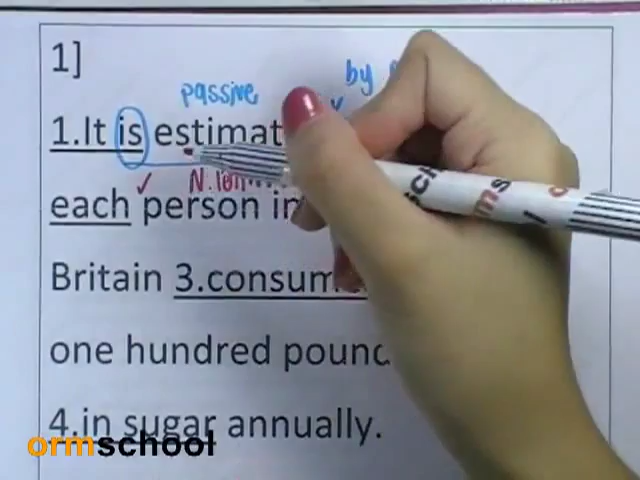 1]
passive by
1.It is estimat
each person in
Britain 3.consum
one hundred pound
4.in sugar annually.
ormschool